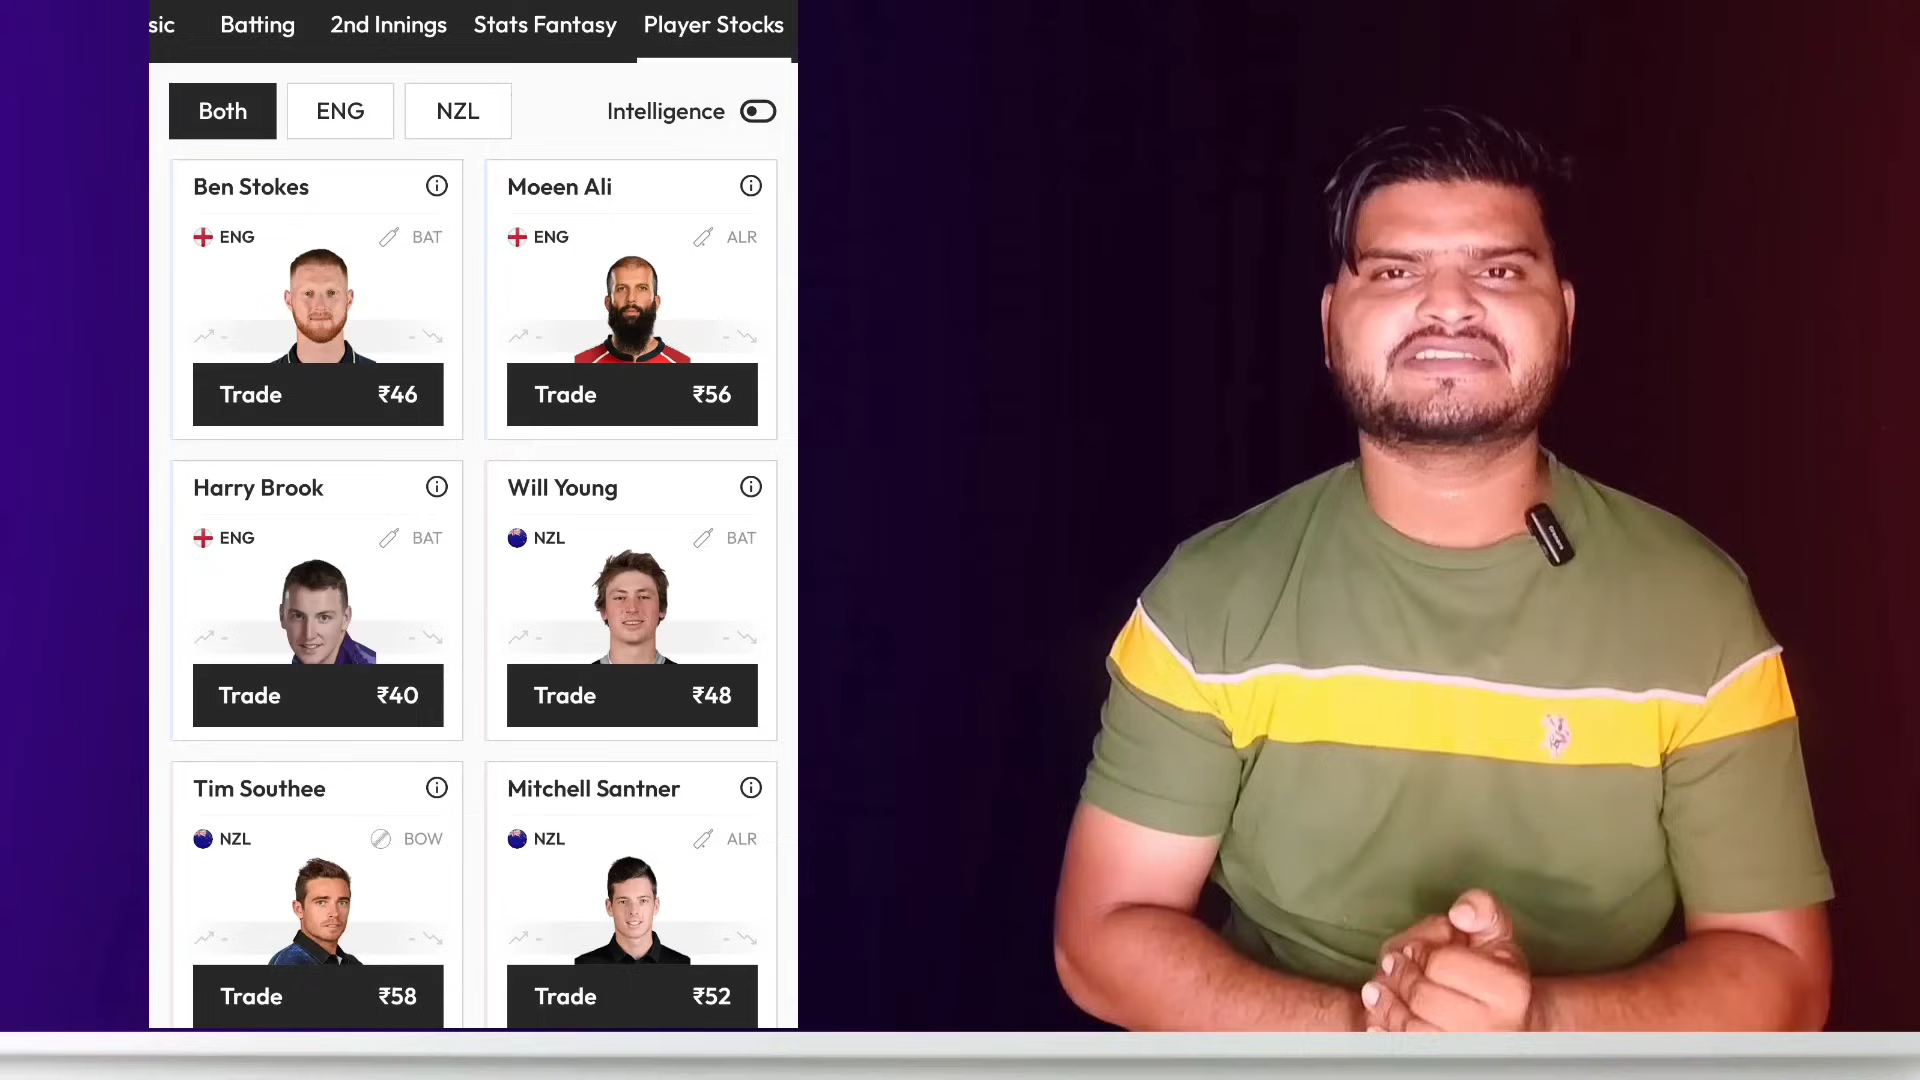 sic Batting 2nd Innings Stats Fantasy Player Stocks
Both ENG NZL Intelligence
Ben Stokes
ENG BAT
Trade ₹46
Moeen Ali
ENG ALR
Trade ₹56
Harry Brook
ENG BAT
Trade ₹40
Will Young
NZL BAT
Trade ₹48
Tim Southee
NZL BOW
Trade ₹58
Mitchell Santner
NZL ALR
Trade ₹52